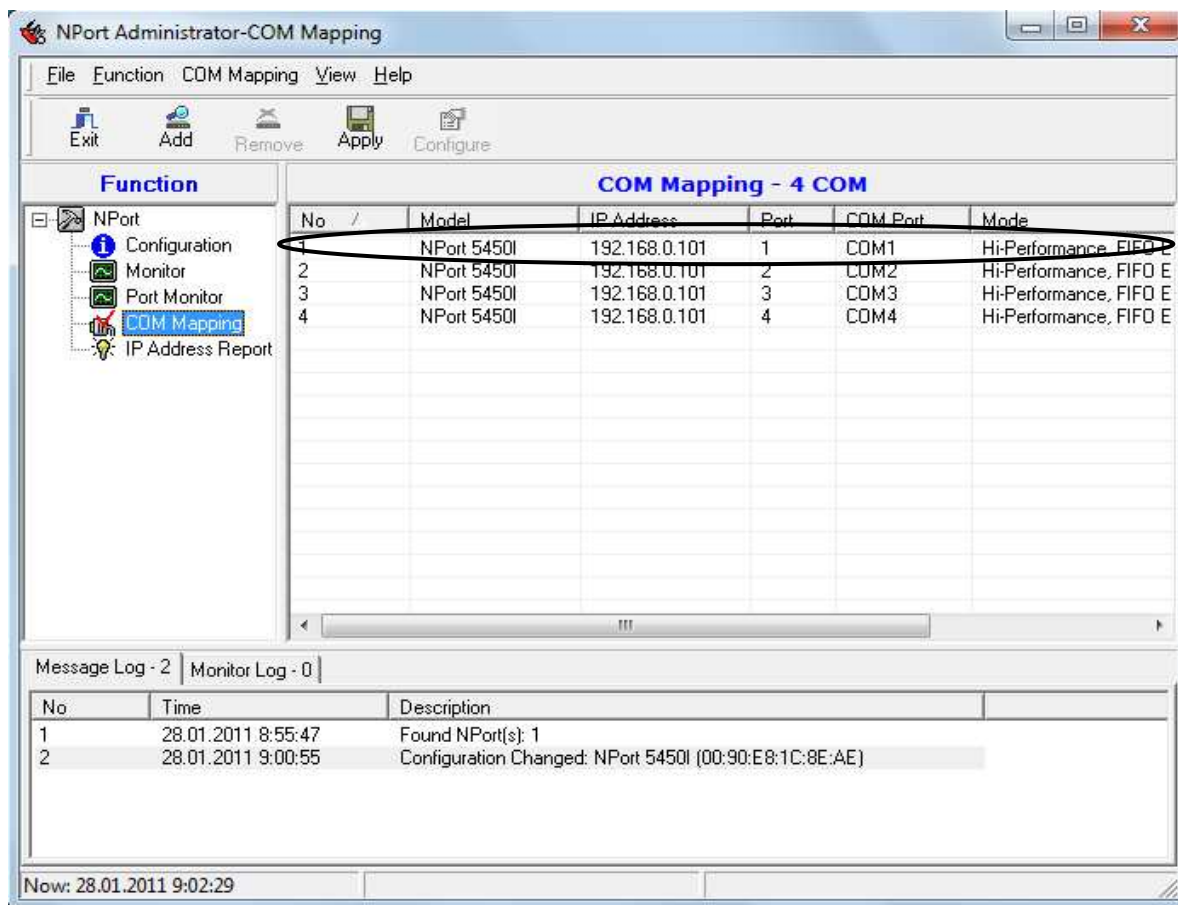 NPort Administrator-COM Mapping
File Function COM Mapping View Help
Exit Add Remove Apply Configure
Function
COM Mapping - 4 COM
NPort
Configuration
Monitor
Port Monitor
COM Mapping
IP Address Report
No / Model IP Address Port COM Port Mode
1 NPort 5450I 192.168.0.101 1 COM1 Hi-Performance, FIFO E
2 NPort 5450I 192.168.0.101 2 COM2 Hi-Performance, FIFO E
3 NPort 5450I 192.168.0.101 3 COM3 Hi-Performance, FIFO E
4 NPort 5450I 192.168.0.101 4 COM4 Hi-Performance, FIFO E
Message Log - 2 Monitor Log - 0
No Time Description
1 28.01.2011 8:55:47 Found NPort(s): 1
2 28.01.2011 9:00:55 Configuration Changed: NPort 5450I (00:90:E8:1C:8E:AE)
Now: 28.01.2011 9:02:29